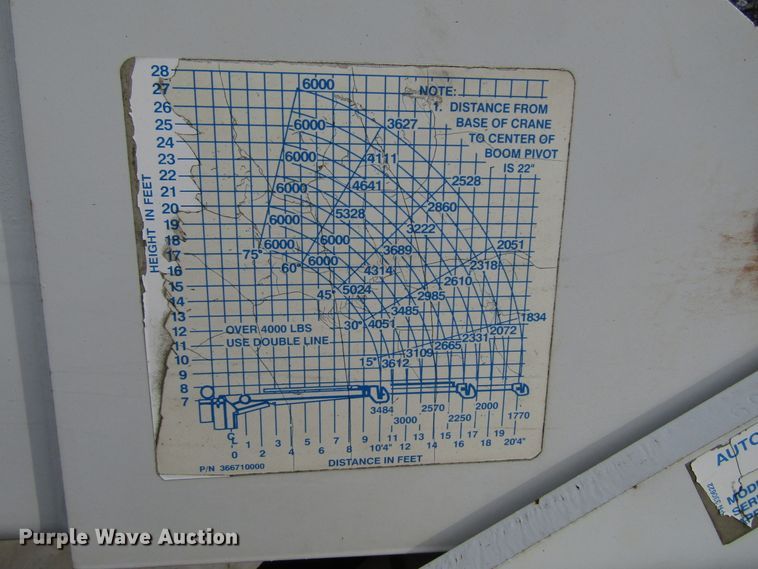 28
27
26
25
24
23
22
21
20
19
18
17
16
15
14
13
12
11
10
9
8
7
HEIGHT IN FEET
NOTE:
1. DISTANCE FROM
BASE OF CRANE
TO CENTER OF
BOOM PIVOT
IS 22"
6000
6000 3627
6000 4111
6000 4641 2528
6000 5328 2860
6000 6000 3689 3222 2051
75° 60° 6000 4314 2318
45° 5024 2985 2610
30° 4051 3485 1834
OVER 4000 LBS
USE DOUBLE LINE
15° 3612 3109 2665 2331 2072
3484 3000 2570 2250 2000 1770
CL
0 1 2 3 4 5 6 7 8 9 10'4" 11 12 13 14 15 16 17 18 19 20'4"
P/N 366710000
DISTANCE IN FEET
AUTO
MODE
SER
Purple Wave Auction